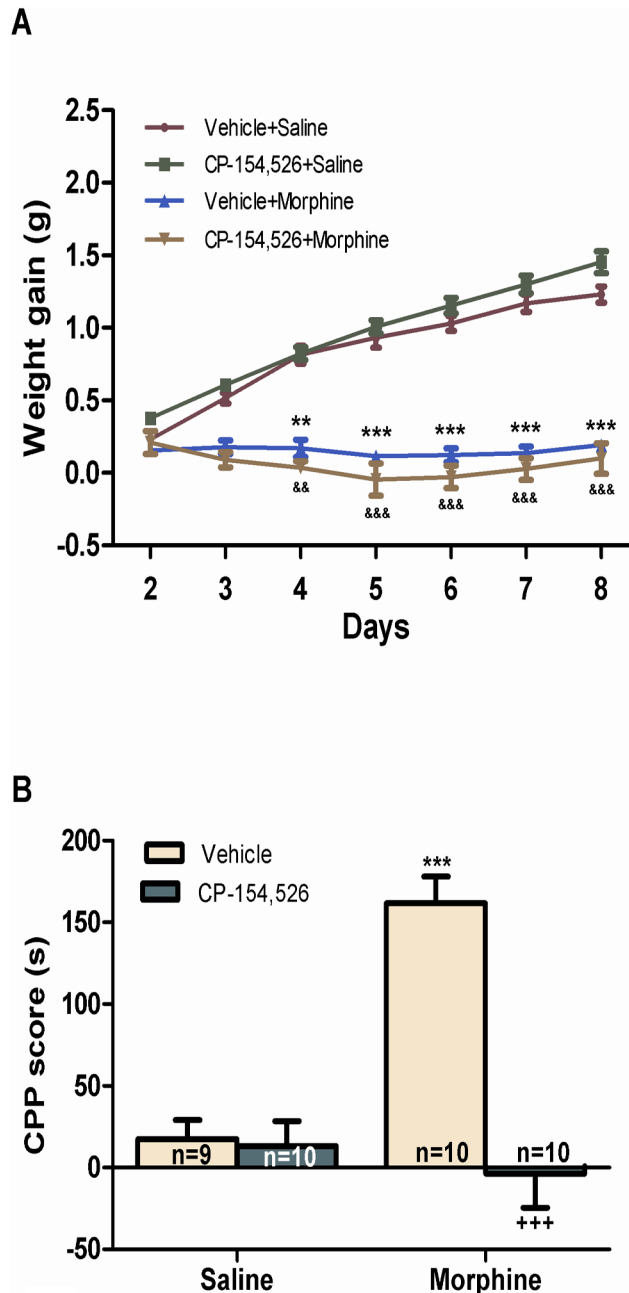 A
Weight gain (g)
2.5
2.0
1.5
1.0
0.5
0.0
-0.5
Vehicle+Saline
CP-154,526+Saline
Vehicle+Morphine
CP-154,526+Morphine
** *** *** *** ***
&& &&& &&& &&& &&&
2 3 4 5 6 7 8
Days
B
CPP score (s)
200
150
100
50
0
-50
Vehicle
CP-154,526
***
n=9 n=10 n=10 n=10
+++
Saline Morphine